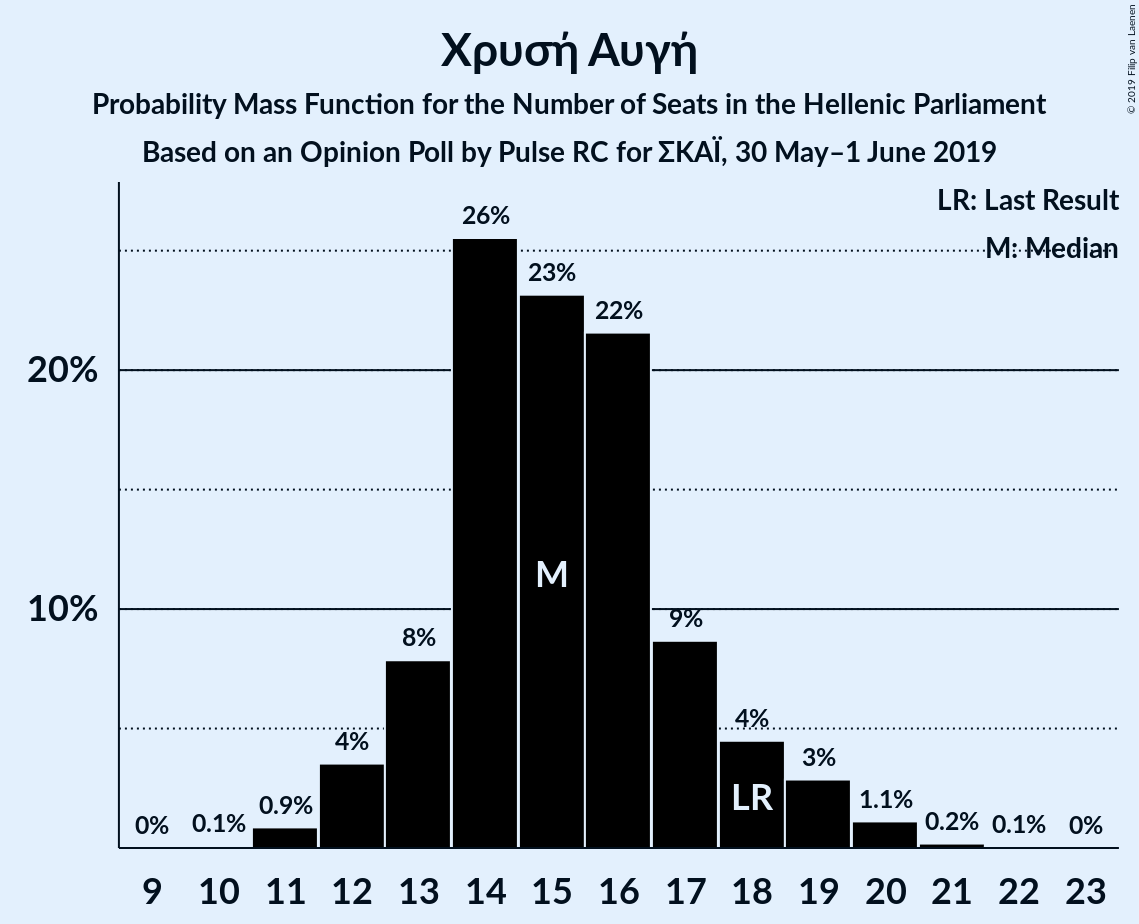 Χρυσή Αυγή
Probability Mass Function for the Number of Seats in the Hellenic Parliament
Based on an Opinion Poll by Pulse RC for ΣΚΑΪ, 30 May–1 June 2019
© 2019 Filip van Laenen
LR: Last Result
M: Median
20%
10%
0% 0.1% 0.9% 4% 8% 26% 23% 22% 9% 4% 3% 1.1% 0.2% 0.1% 0%
M
LR
9 10 11 12 13 14 15 16 17 18 19 20 21 22 23